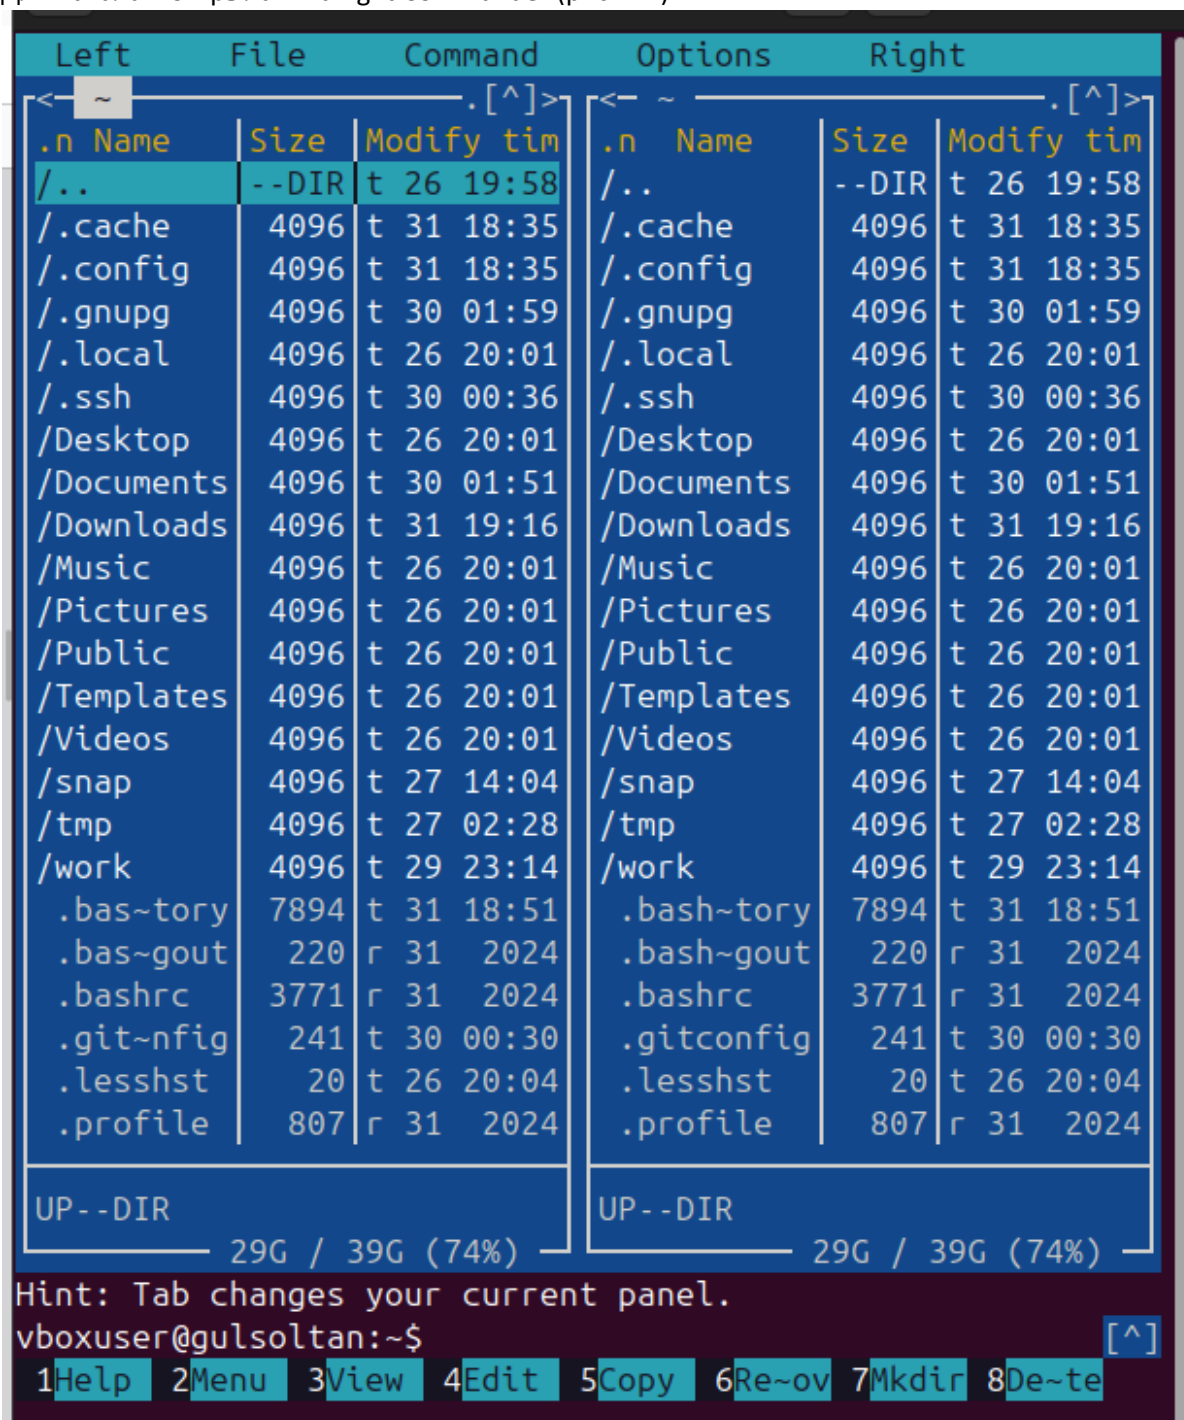 Left File Command Options Right
<─ ~ ─.[^]> <─ ~ ─.[^]>
.n Name Size Modify tim .n Name Size Modify tim
/.. --DIR t 26 19:58 /.. --DIR t 26 19:58
/.cache 4096 t 31 18:35 /.cache 4096 t 31 18:35
/.config 4096 t 31 18:35 /.config 4096 t 31 18:35
/.gnupg 4096 t 30 01:59 /.gnupg 4096 t 30 01:59
/.local 4096 t 26 20:01 /.local 4096 t 26 20:01
/.ssh 4096 t 30 00:36 /.ssh 4096 t 30 00:36
/Desktop 4096 t 26 20:01 /Desktop 4096 t 26 20:01
/Documents 4096 t 30 01:51 /Documents 4096 t 30 01:51
/Downloads 4096 t 31 19:16 /Downloads 4096 t 31 19:16
/Music 4096 t 26 20:01 /Music 4096 t 26 20:01
/Pictures 4096 t 26 20:01 /Pictures 4096 t 26 20:01
/Public 4096 t 26 20:01 /Public 4096 t 26 20:01
/Templates 4096 t 26 20:01 /Templates 4096 t 26 20:01
/Videos 4096 t 26 20:01 /Videos 4096 t 26 20:01
/snap 4096 t 27 14:04 /snap 4096 t 27 14:04
/tmp 4096 t 27 02:28 /tmp 4096 t 27 02:28
/work 4096 t 29 23:14 /work 4096 t 29 23:14
.bas~tory 7894 t 31 18:51 .bash~tory 7894 t 31 18:51
.bas~gout 220 r 31 2024 .bash~gout 220 r 31 2024
.bashrc 3771 r 31 2024 .bashrc 3771 r 31 2024
.git~nfig 241 t 30 00:30 .gitconfig 241 t 30 00:30
.lesshst 20 t 26 20:04 .lesshst 20 t 26 20:04
.profile 807 r 31 2024 .profile 807 r 31 2024
UP--DIR UP--DIR
29G / 39G (74%) 29G / 39G (74%)
Hint: Tab changes your current panel.
vboxuser@gulsoltan:~$ [^]
1Help 2Menu 3View 4Edit 5Copy 6Re~ov 7Mkdir 8De~te